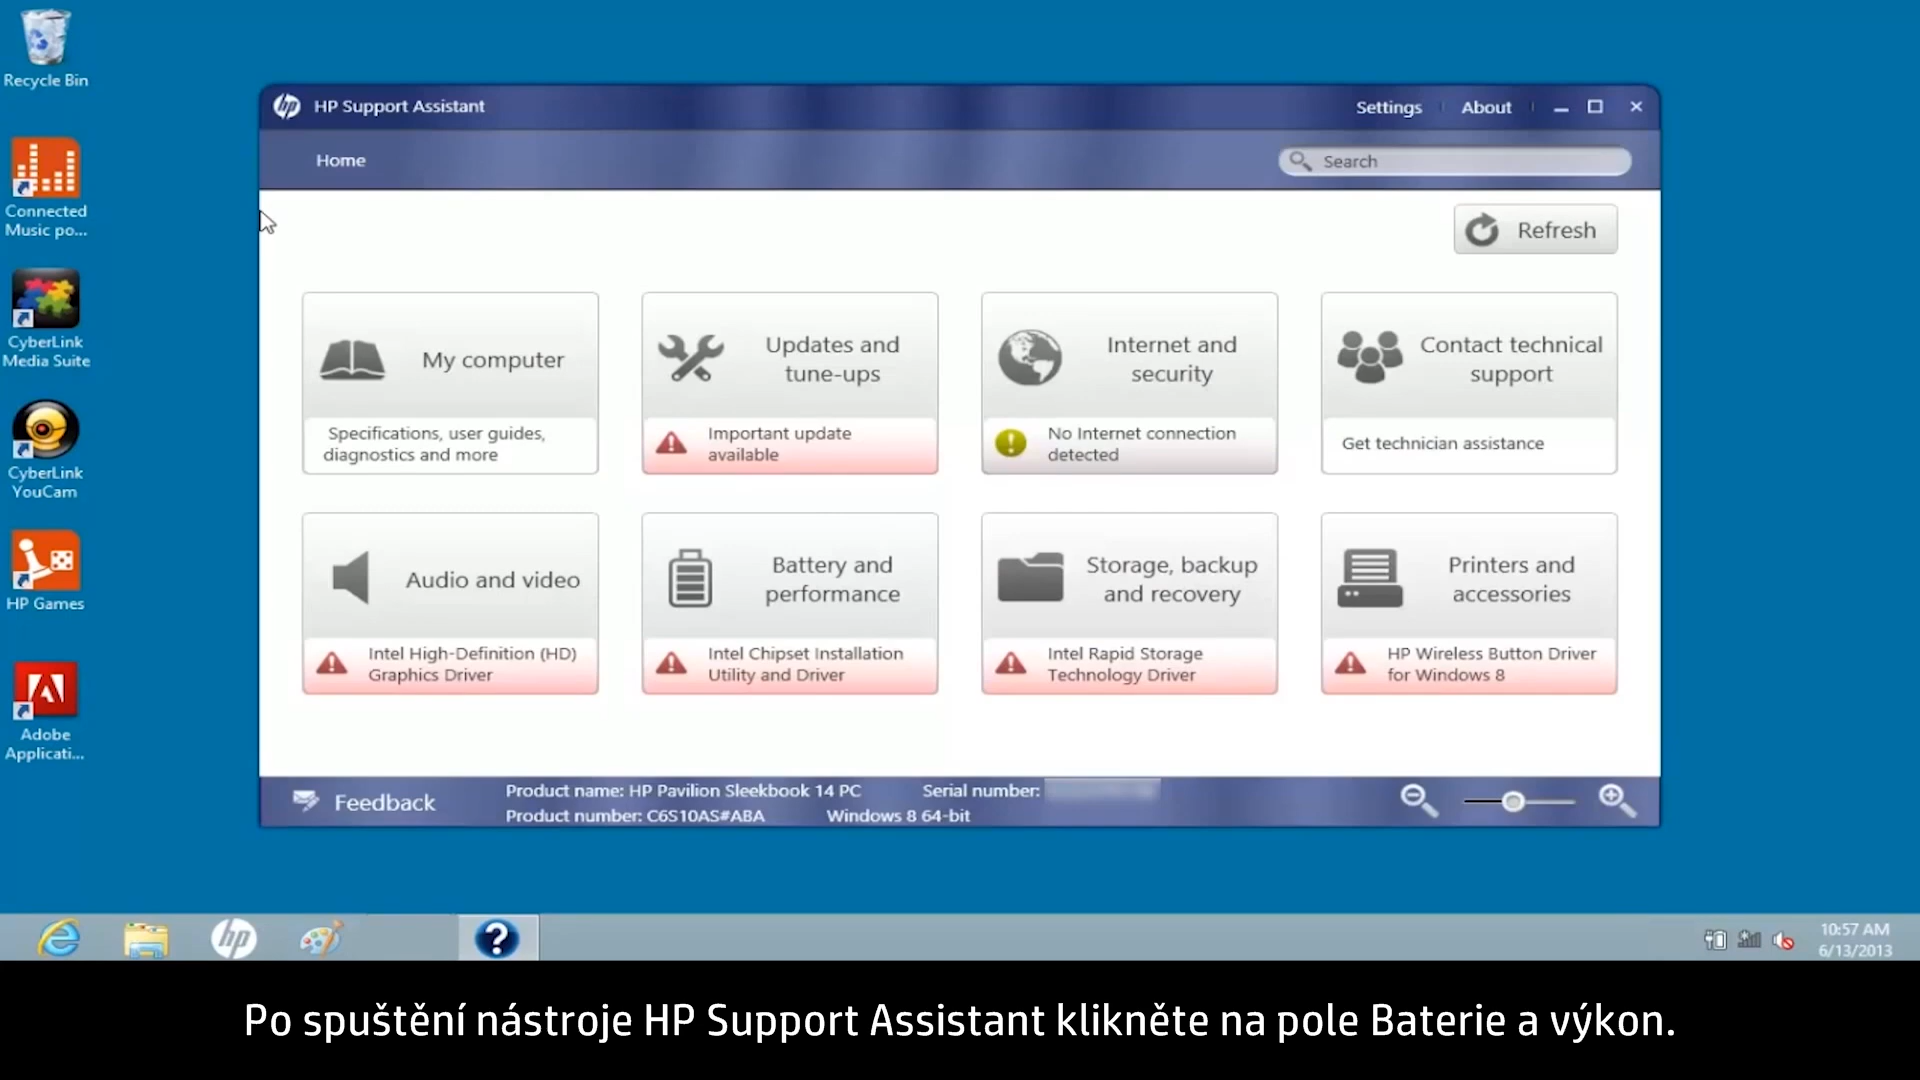 Recycle Bin
Connected
Music po...
CyberLink
Media Suite
CyberLink
YouCam
HP Games
Adobe
Applicati...
hp HP Support Assistant
Settings
About
Home
Search
Refresh
My computer
Specifications, user guides,
diagnostics and more
Updates and
tune-ups
Important update
available
Internet and
security
No Internet connection
detected
Contact technical
support
Get technician assistance
Audio and video
Intel High-Definition (HD)
Graphics Driver
Battery and
performance
Intel Chipset Installation
Utility and Driver
Storage, backup
and recovery
Intel Rapid Storage
Technology Driver
Printers and
accessories
HP Wireless Button Driver
for Windows 8
Feedback
Product name: HP Pavilion Sleekbook 14 PC
Serial number:
Product number: C6S10AS#ABA
Windows 8 64-bit
hp
10:57 AM
6/13/2013
Po spuštění nástroje HP Support Assistant klikněte na pole Baterie a výkon.